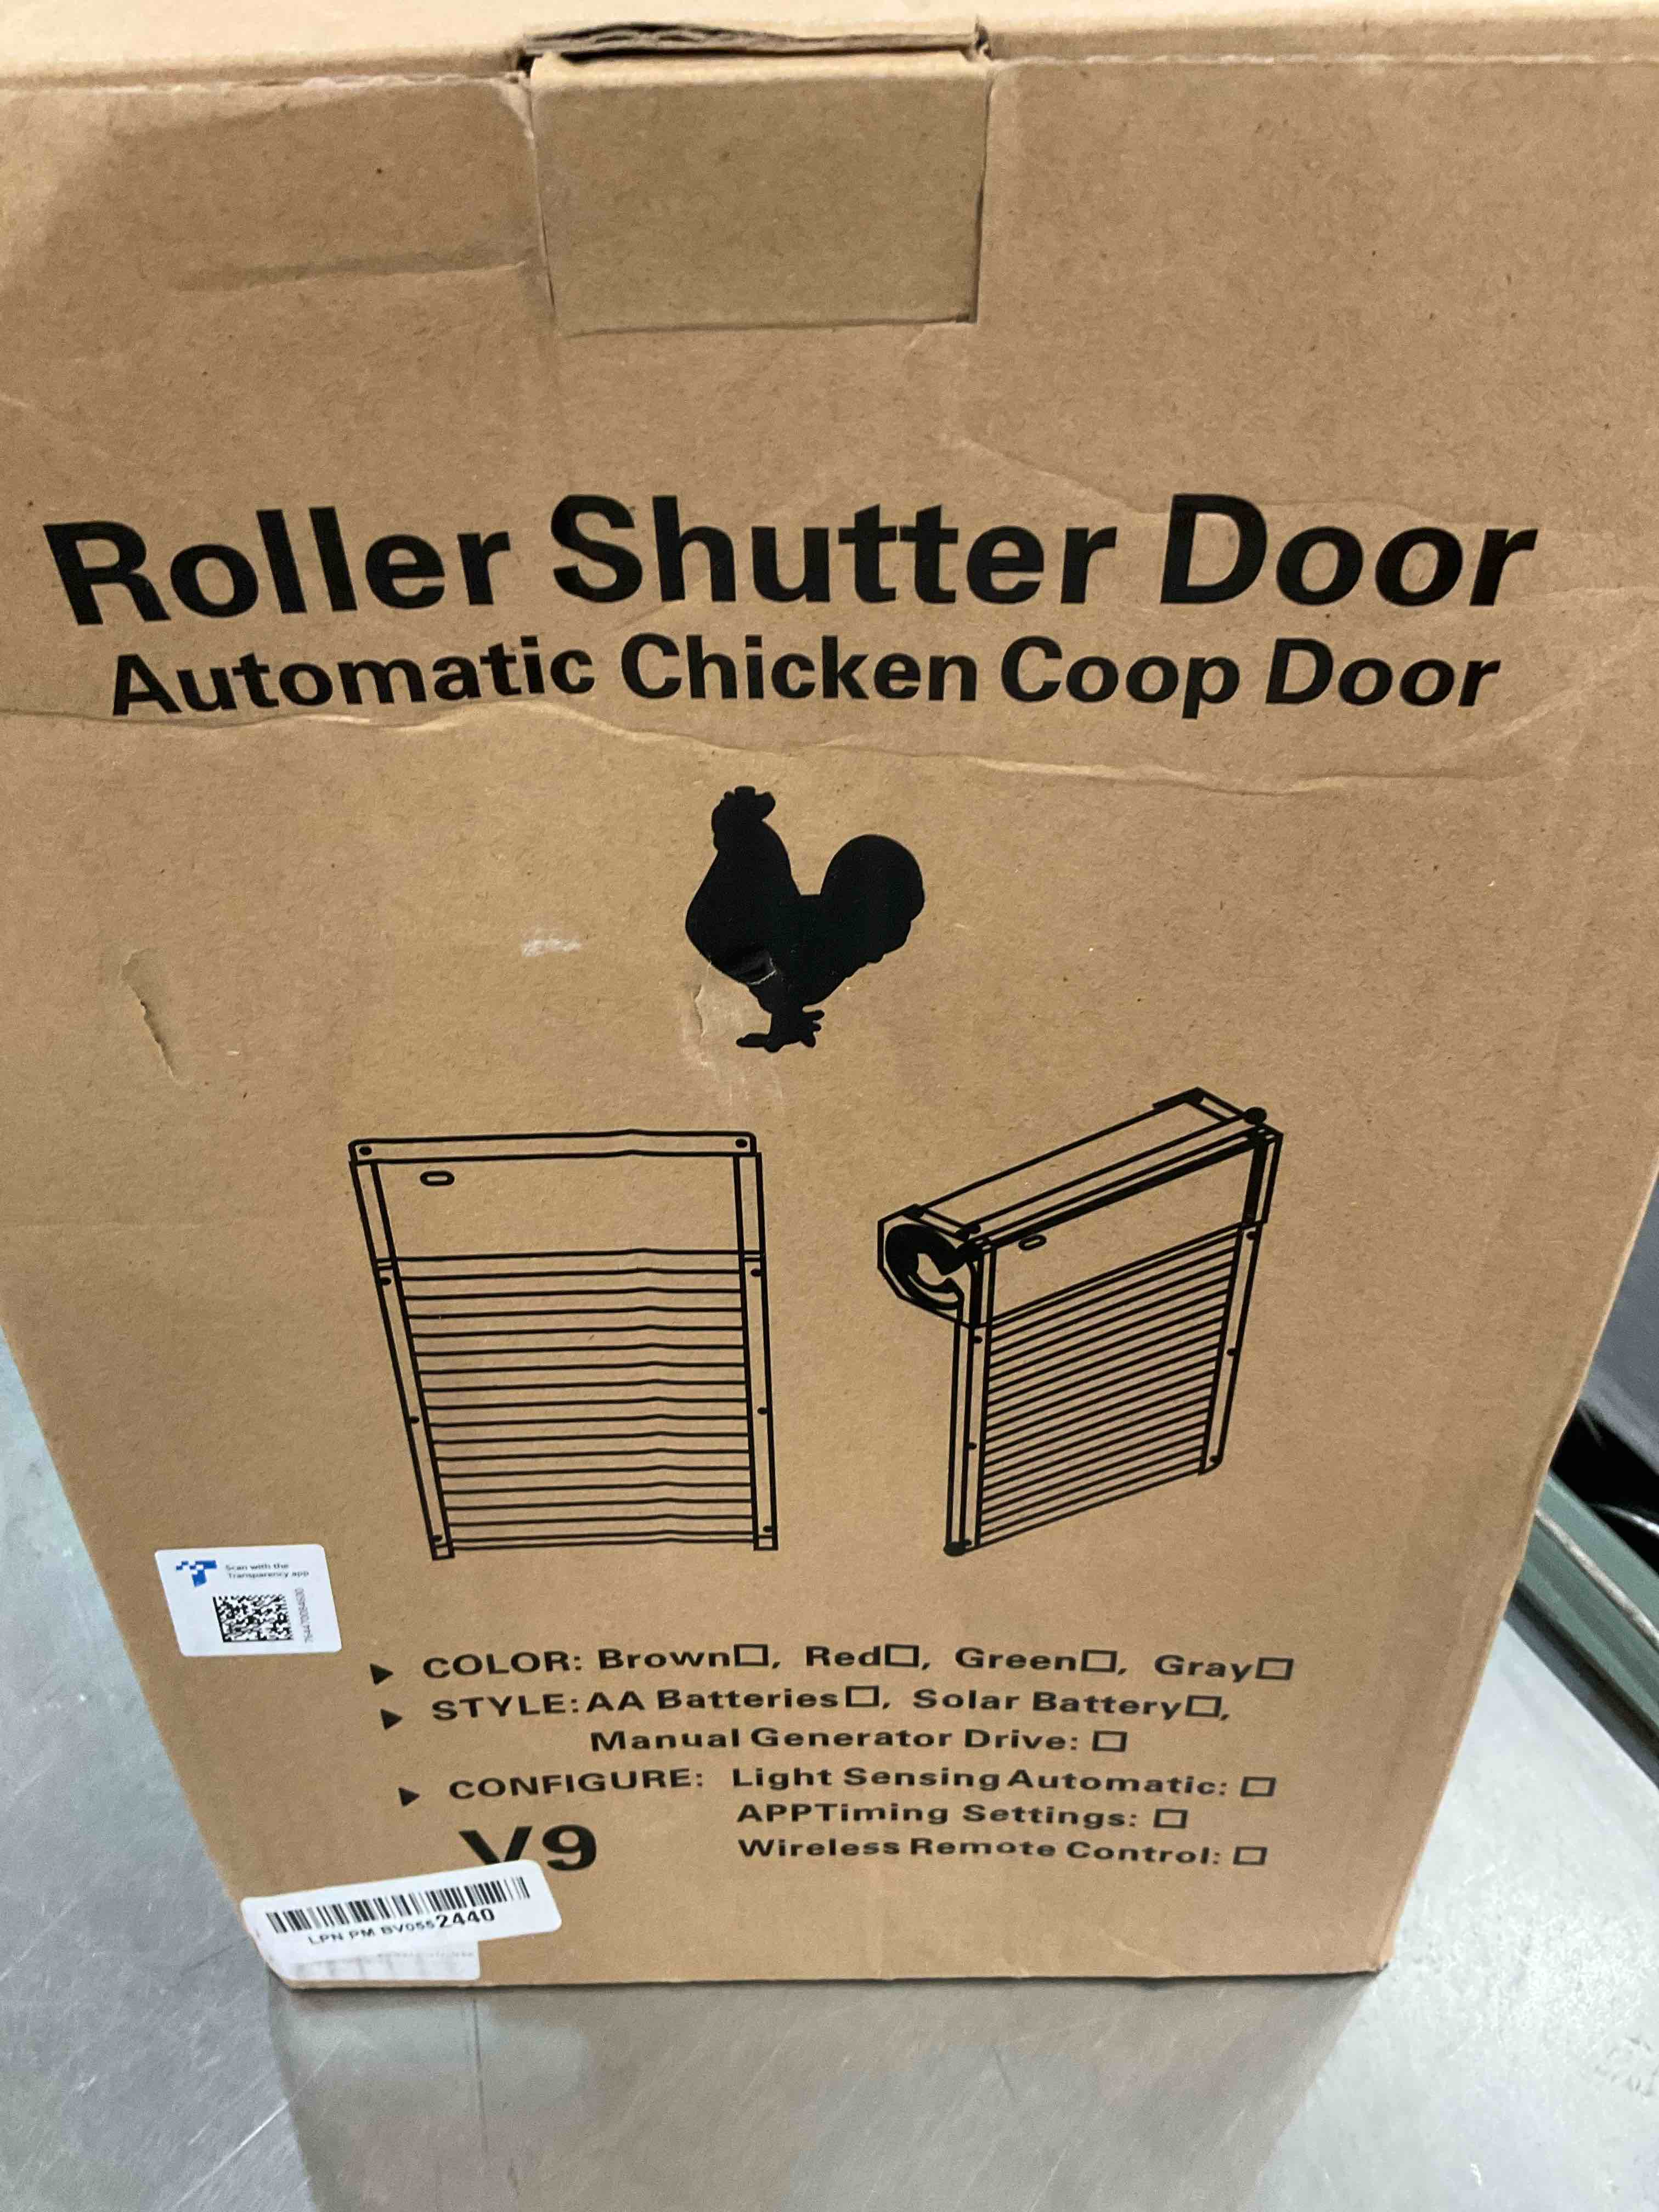 Roller Shutter Door
Automatic Chicken Coop Door
Scan with the
Transparency app
▶ COLOR: Brown☐, Red☐, Green☐, Gray☐
▶ STYLE: AA Batteries☐, Solar Battery☐,
Manual Generator Drive: ☐
▶ CONFIGURE: Light Sensing Automatic: ☐
APPTiming Settings: ☐
Wireless Remote Control: ☐
V9
LPN PM BV0552440